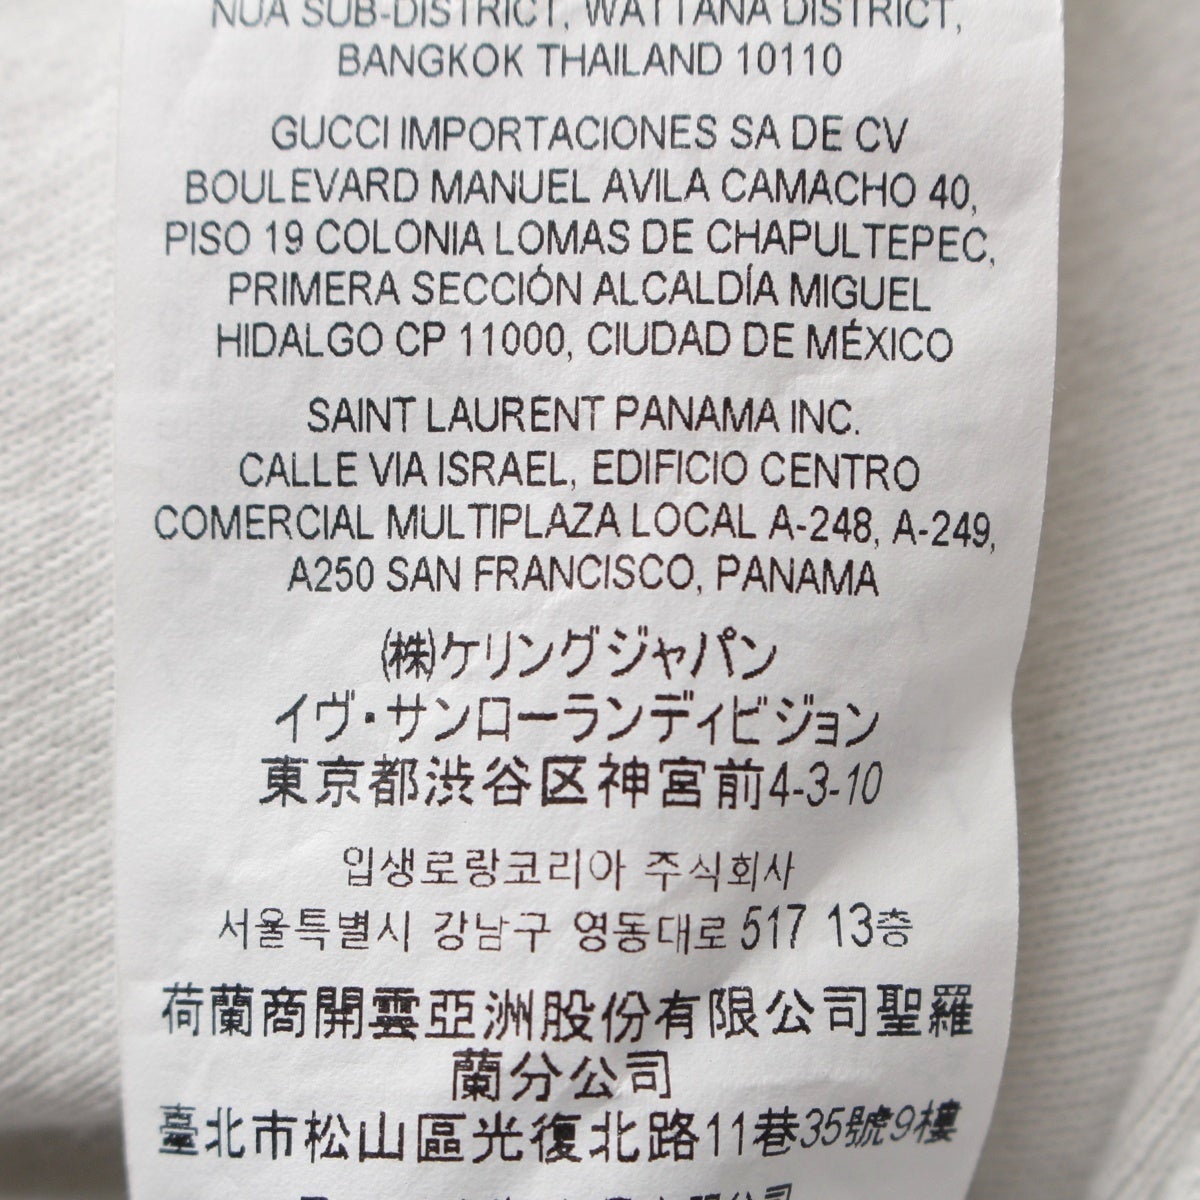 NUA SUB-DISTRICT, WATTANA DISTRICT,
BANGKOK THAILAND 10110
GUCCI IMPORTACIONES SA DE CV
BOULEVARD MANUEL AVILA CAMACHO 40,
PISO 19 COLONIA LOMAS DE CHAPULTEPEC,
PRIMERA SECCIÓN ALCALDÍA MIGUEL
HIDALGO CP 11000, CIUDAD DE MÉXICO
SAINT LAURENT PANAMA INC.
CALLE VIA ISRAEL, EDIFICIO CENTRO
COMERCIAL MULTIPLAZA LOCAL A-248, A-249,
A250 SAN FRANCISCO, PANAMA
㈱ケリングジャパン
イヴ・サンローランディビジョン
東京都渋谷区神宮前4-3-10
입생로랑코리아 주식회사
서울특별시 강남구 영동대로 517 13층
荷蘭商開雲亞洲股份有限公司聖羅
蘭分公司
臺北市松山區光復北路11巷35號9樓